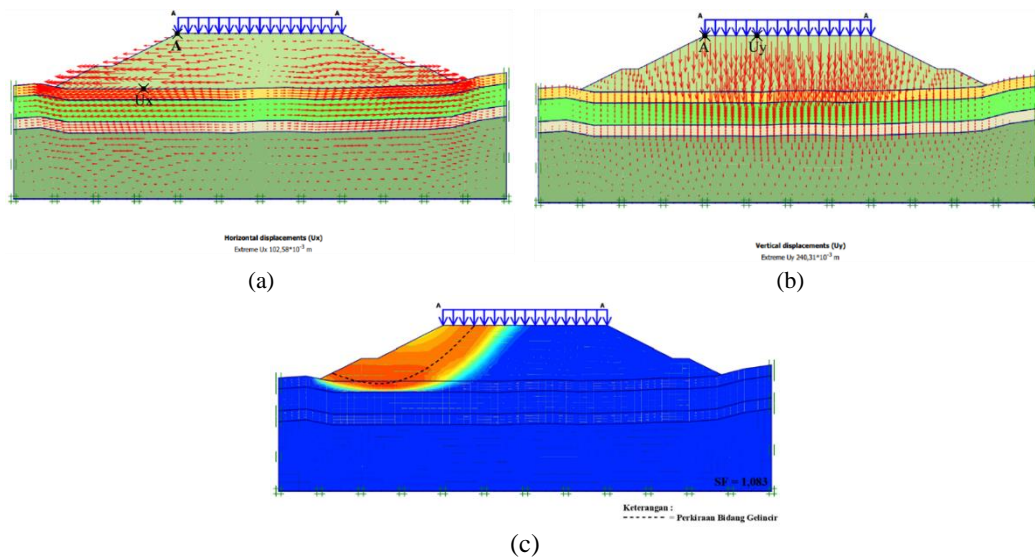 A A
A
Ux
Horizontal displacements (Ux)
Extreme Ux 102,58*10⁻³ m
(a)
A A
A Uy
Vertical displacements (Uy)
Extreme Uy 240,31*10⁻³ m
(b)
A A
SF = 1,083
Keterangan :
= Perkiraan Bidang Gelincir
(c)